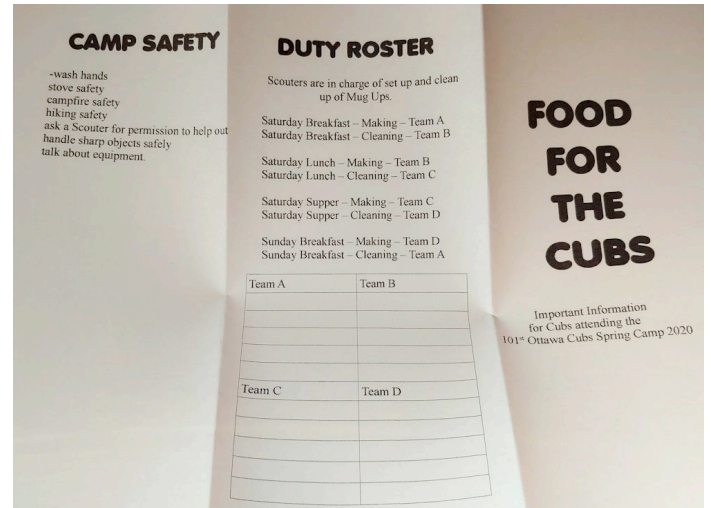 CAMP SAFETY
-wash hands
stove safety
campfire safety
hiking safety
ask a Scouter for permission to help out
handle sharp objects safely
talk about equipment.
DUTY ROSTER
Scouters are in charge of set up and clean
up of Mug Ups.
Saturday Breakfast – Making – Team A
Saturday Breakfast – Cleaning – Team B
Saturday Lunch – Making – Team B
Saturday Lunch – Cleaning – Team C
Saturday Supper – Making – Team C
Saturday Supper – Cleaning – Team D
Sunday Breakfast – Making – Team D
Sunday Breakfast – Cleaning – Team A
Team A
Team B
Team C
Team D
FOOD
FOR
THE
CUBS
Important Information
for Cubs attending the
101st Ottawa Cubs Spring Camp 2020